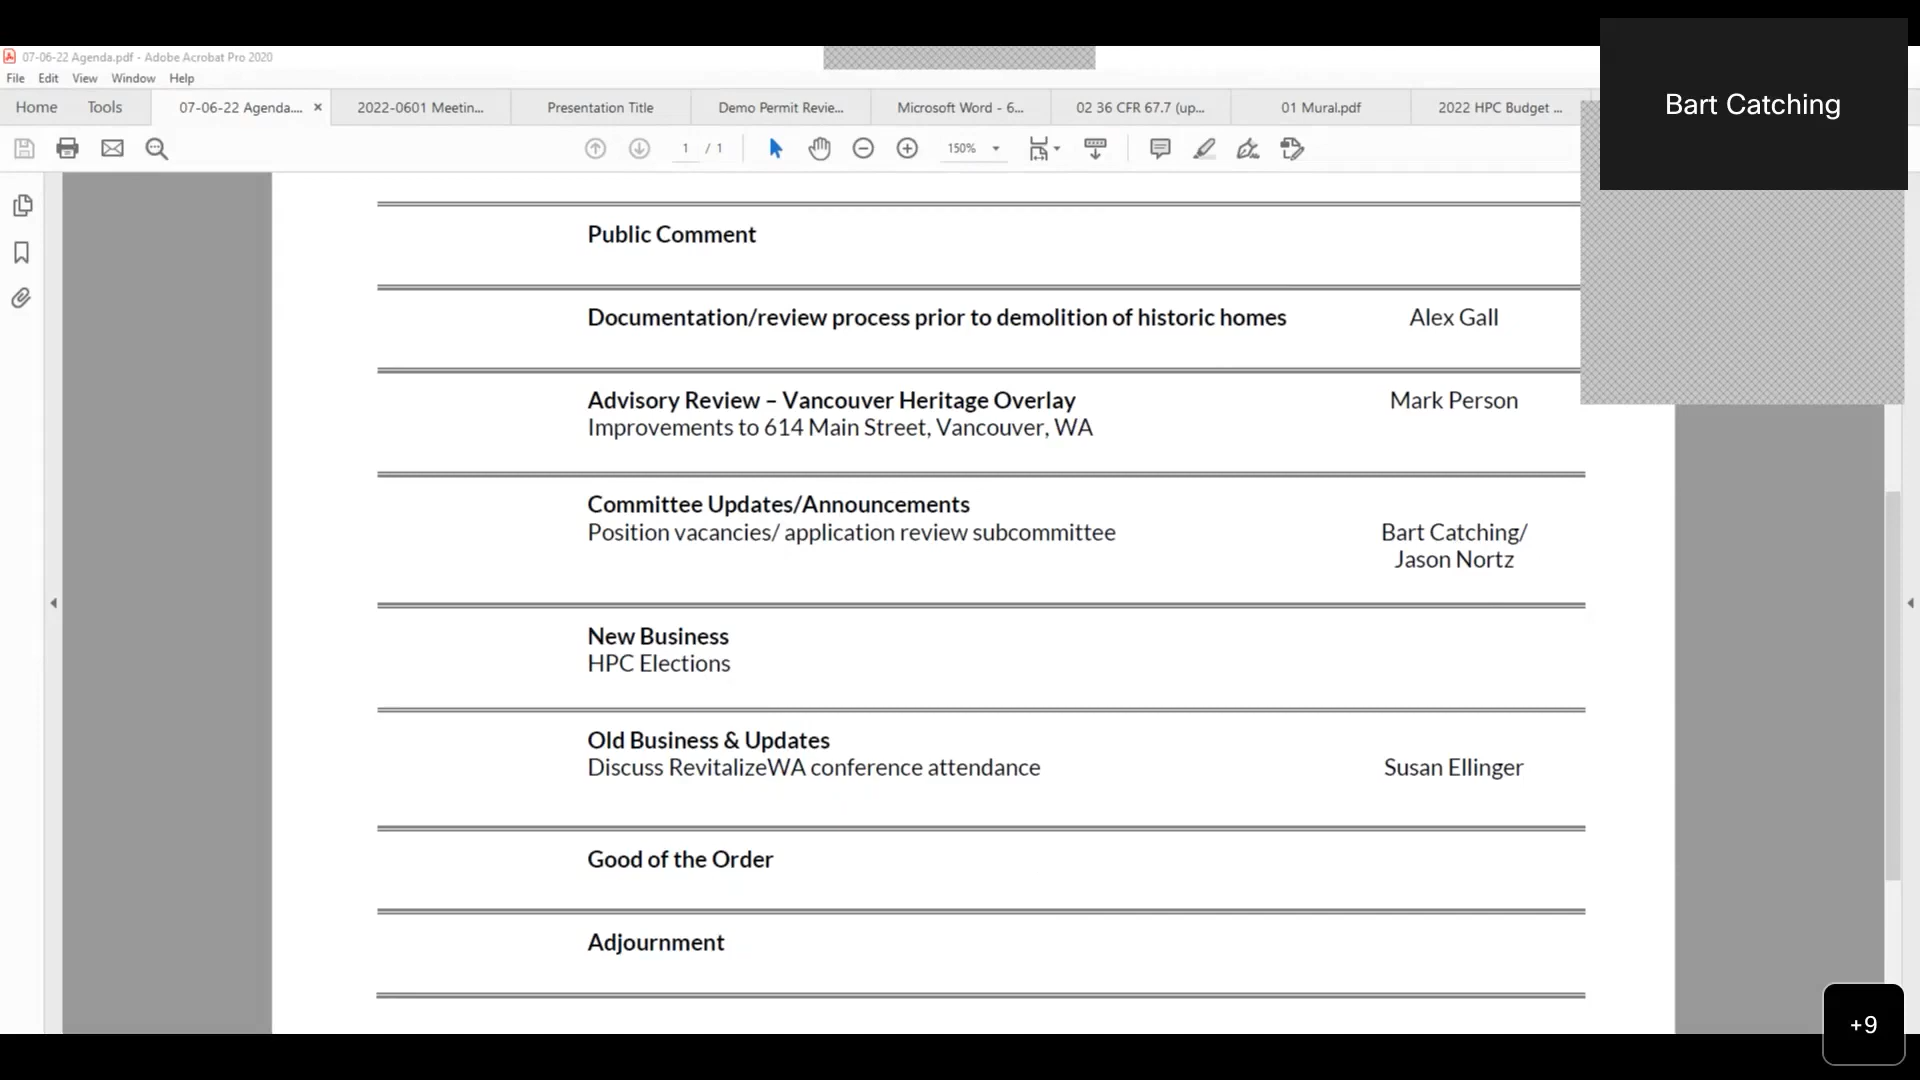 07-06-22 Agenda.pdf - Adobe Acrobat Pro 2020
File Edit View Window Help
Home Tools 07-06-22 Agenda.... × 2022-0601 Meetin... Presentation Title Demo Permit Revie... Microsoft Word - 6... 02 36 CFR 67.7 (up... 01 Mural.pdf 2022 HPC Budget ...
1 / 1 150%
Bart Catching
Public Comment
Documentation/review process prior to demolition of historic homes Alex Gall
Advisory Review – Vancouver Heritage Overlay Mark Person
Improvements to 614 Main Street, Vancouver, WA
Committee Updates/Announcements
Position vacancies/ application review subcommittee Bart Catching/
Jason Nortz
New Business
HPC Elections
Old Business & Updates
Discuss RevitalizeWA conference attendance Susan Ellinger
Good of the Order
Adjournment
+9